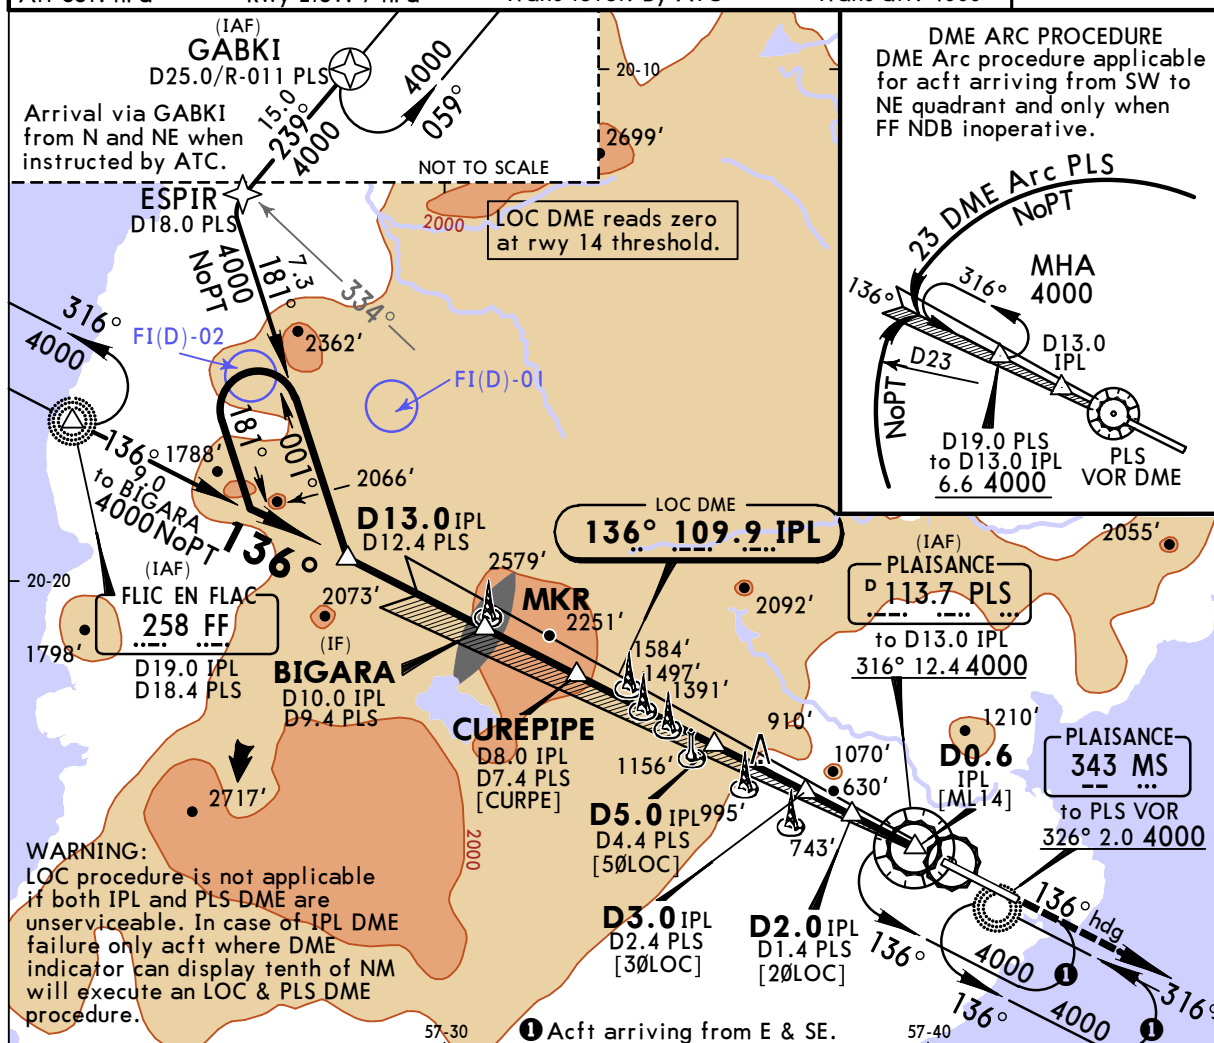 (IAF)
GABKI
D25.0/R-011 PLS
Arrival via GABKI
from N and NE when
instructed by ATC.
15.0
239°
4000
4000
059°
NOT TO SCALE
ESPIR
D18.0 PLS
4000
NoPT
7.3
181°
334°
20-10
2699'
2000
LOC DME reads zero
at rwy 14 threshold.
DME ARC PROCEDURE
DME Arc procedure applicable
for acft arriving from SW to
NE quadrant and only when
FF NDB inoperative.
23 DME Arc PLS
NoPT
MHA
4000
136°
316°
D13.0
IPL
D23
NoPT
D19.0 PLS
to D13.0 IPL
6.6 4000
PLS
VOR DME
316°
4000
FI(D)-02
2362'
FI(D)-01
181°
001°
136°
9.0
to BIGARA
4000NoPT
1788'
2066'
136°
D13.0 IPL
D12.4 PLS
LOC DME
136° 109.9 IPL
2055'
(IAF)
FLIC EN FLAC
258 FF
D19.0 IPL
D18.4 PLS
20-20
1798'
2073'
2579'
MKR
2251'
2092'
(IAF)
PLAISANCE
D 113.7 PLS
to D13.0 IPL
316° 12.4 4000
(IF)
BIGARA
D10.0 IPL
D9.4 PLS
1584'
1497'
1391'
CUREPIPE
D8.0 IPL
D7.4 PLS
[CURPE]
910'
1156'
1070'
630'
1210'
D0.6
IPL
[ML14]
PLAISANCE
343 MS
to PLS VOR
326° 2.0 4000
2717'
2000
D5.0 IPL
D4.4 PLS
[5ØLOC]
995'
743'
D3.0 IPL
D2.4 PLS
[3ØLOC]
D2.0 IPL
D1.4 PLS
[2ØLOC]
WARNING:
LOC procedure is not applicable
if both IPL and PLS DME are
unserviceable. In case of IPL DME
failure only acft where DME
indicator can display tenth of NM
will execute an LOC & PLS DME
procedure.
136° hdg
136°
4000
1
316°
136°
4000
1
57-30
1 Acft arriving from E & SE.
57-40